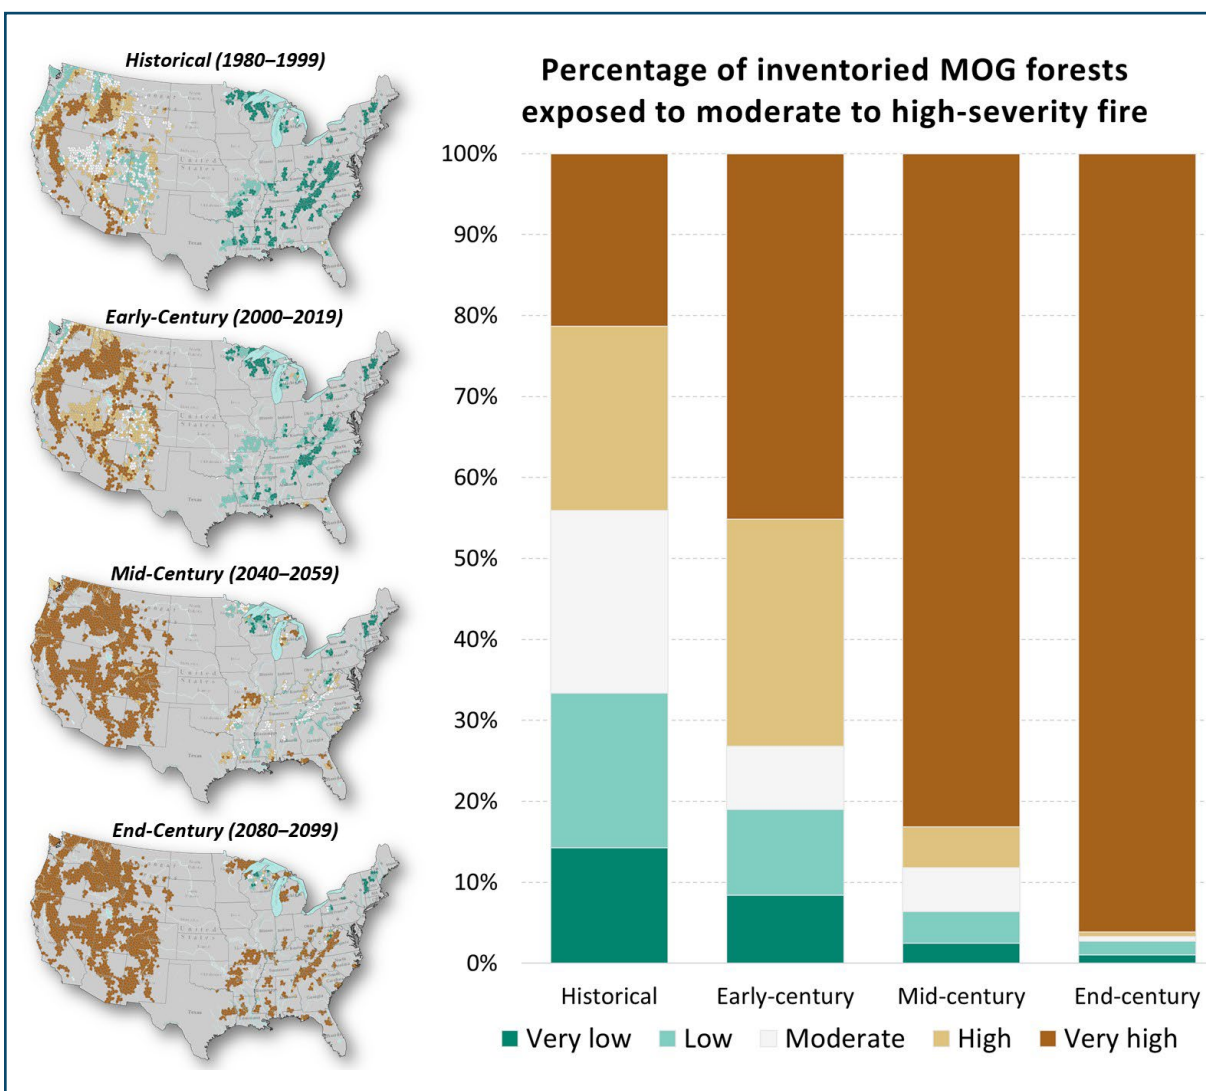 Historical (1980–1999)
Early-Century (2000–2019)
Mid-Century (2040–2059)
End-Century (2080–2099)
Percentage of inventoried MOG forests
exposed to moderate to high-severity fire
100%
90%
80%
70%
60%
50%
40%
30%
20%
10%
0%
Historical Early-century Mid-century End-century
Very low Low Moderate High Very high